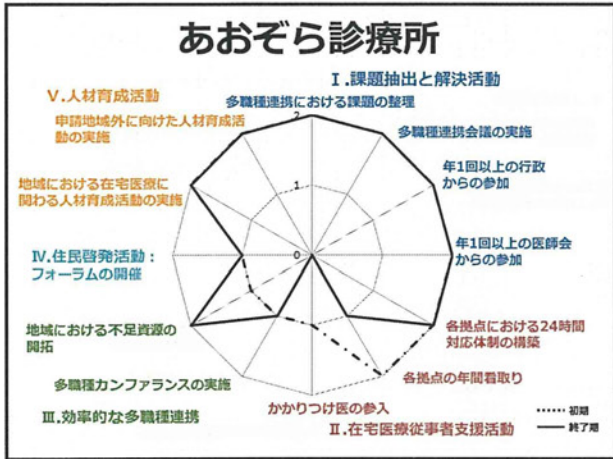 あおぞら診療所
Ⅰ.課題抽出と解決活動
多職種連携における課題の整理
多職種連携会議の実施
年1回以上の行政
からの参加
年1回以上の医師会
からの参加
各拠点における24時間
対応体制の構築
各拠点の年間看取り
Ⅱ.在宅医療従事者支援活動
かかりつけ医の参入
Ⅲ.効率的な多職種連携
多職種カンファランスの実施
地域における不足資源の
開拓
Ⅳ.住民啓発活動：
フォーラムの開催
地域における在宅医療に
関わる人材育成活動の実施
Ⅴ.人材育成活動
申請地域外に向けた人材育成活
動の実施
2
1
0
初期
終了期